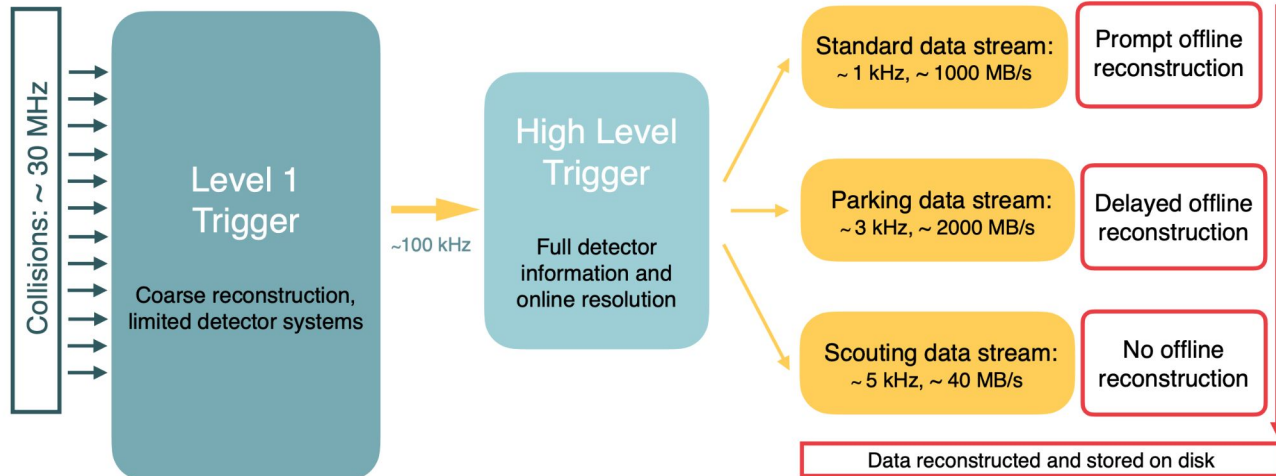 Collisions: ~ 30 MHz
Level 1
Trigger
Coarse reconstruction,
limited detector systems
~100 kHz
High Level
Trigger
Full detector
information and
online resolution
Standard data stream:
~ 1 kHz, ~ 1000 MB/s
Prompt offline
reconstruction
Parking data stream:
~ 3 kHz, ~ 2000 MB/s
Delayed offline
reconstruction
Scouting data stream:
~ 5 kHz, ~ 40 MB/s
No offline
reconstruction
Data reconstructed and stored on disk